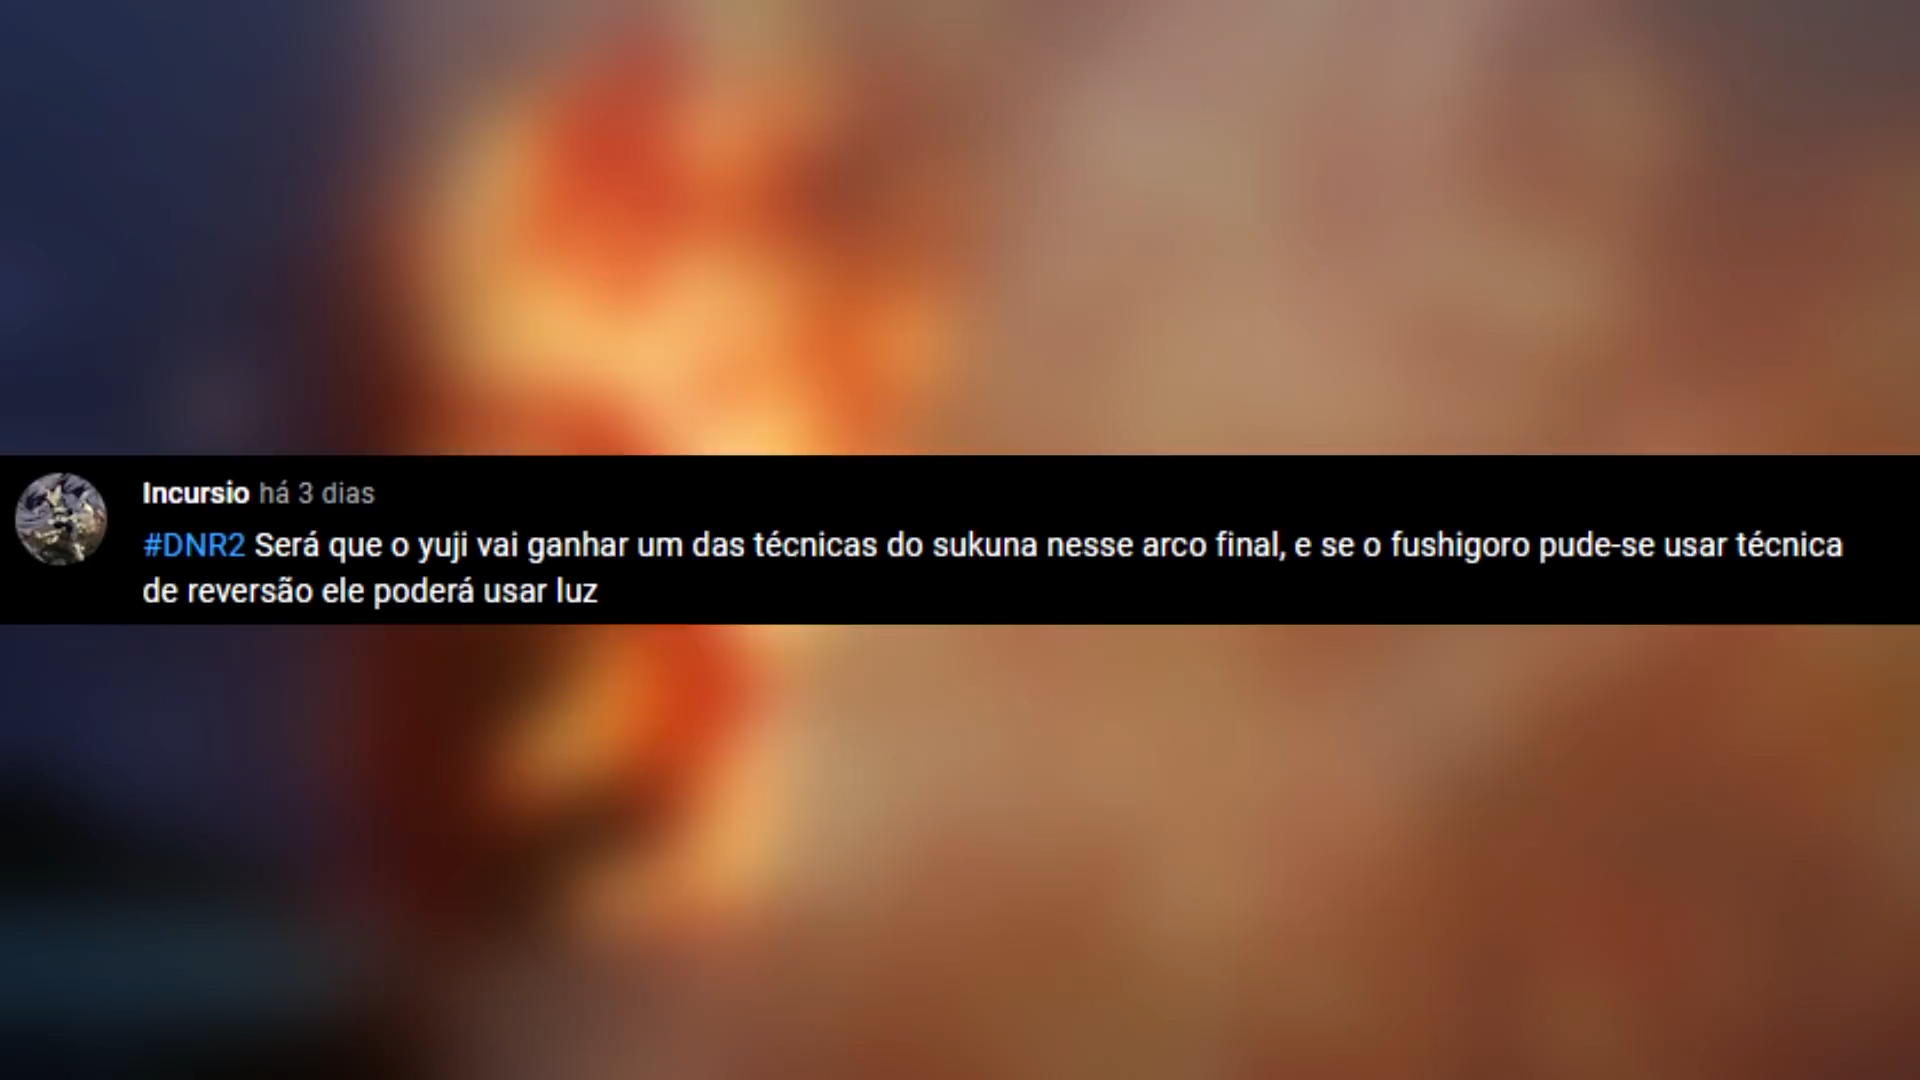 Incursio há 3 dias
#DNR2 Será que o yuji vai ganhar um das técnicas do sukuna nesse arco final, e se o fushigoro pude-se usar técnica
de reversão ele poderá usar luz